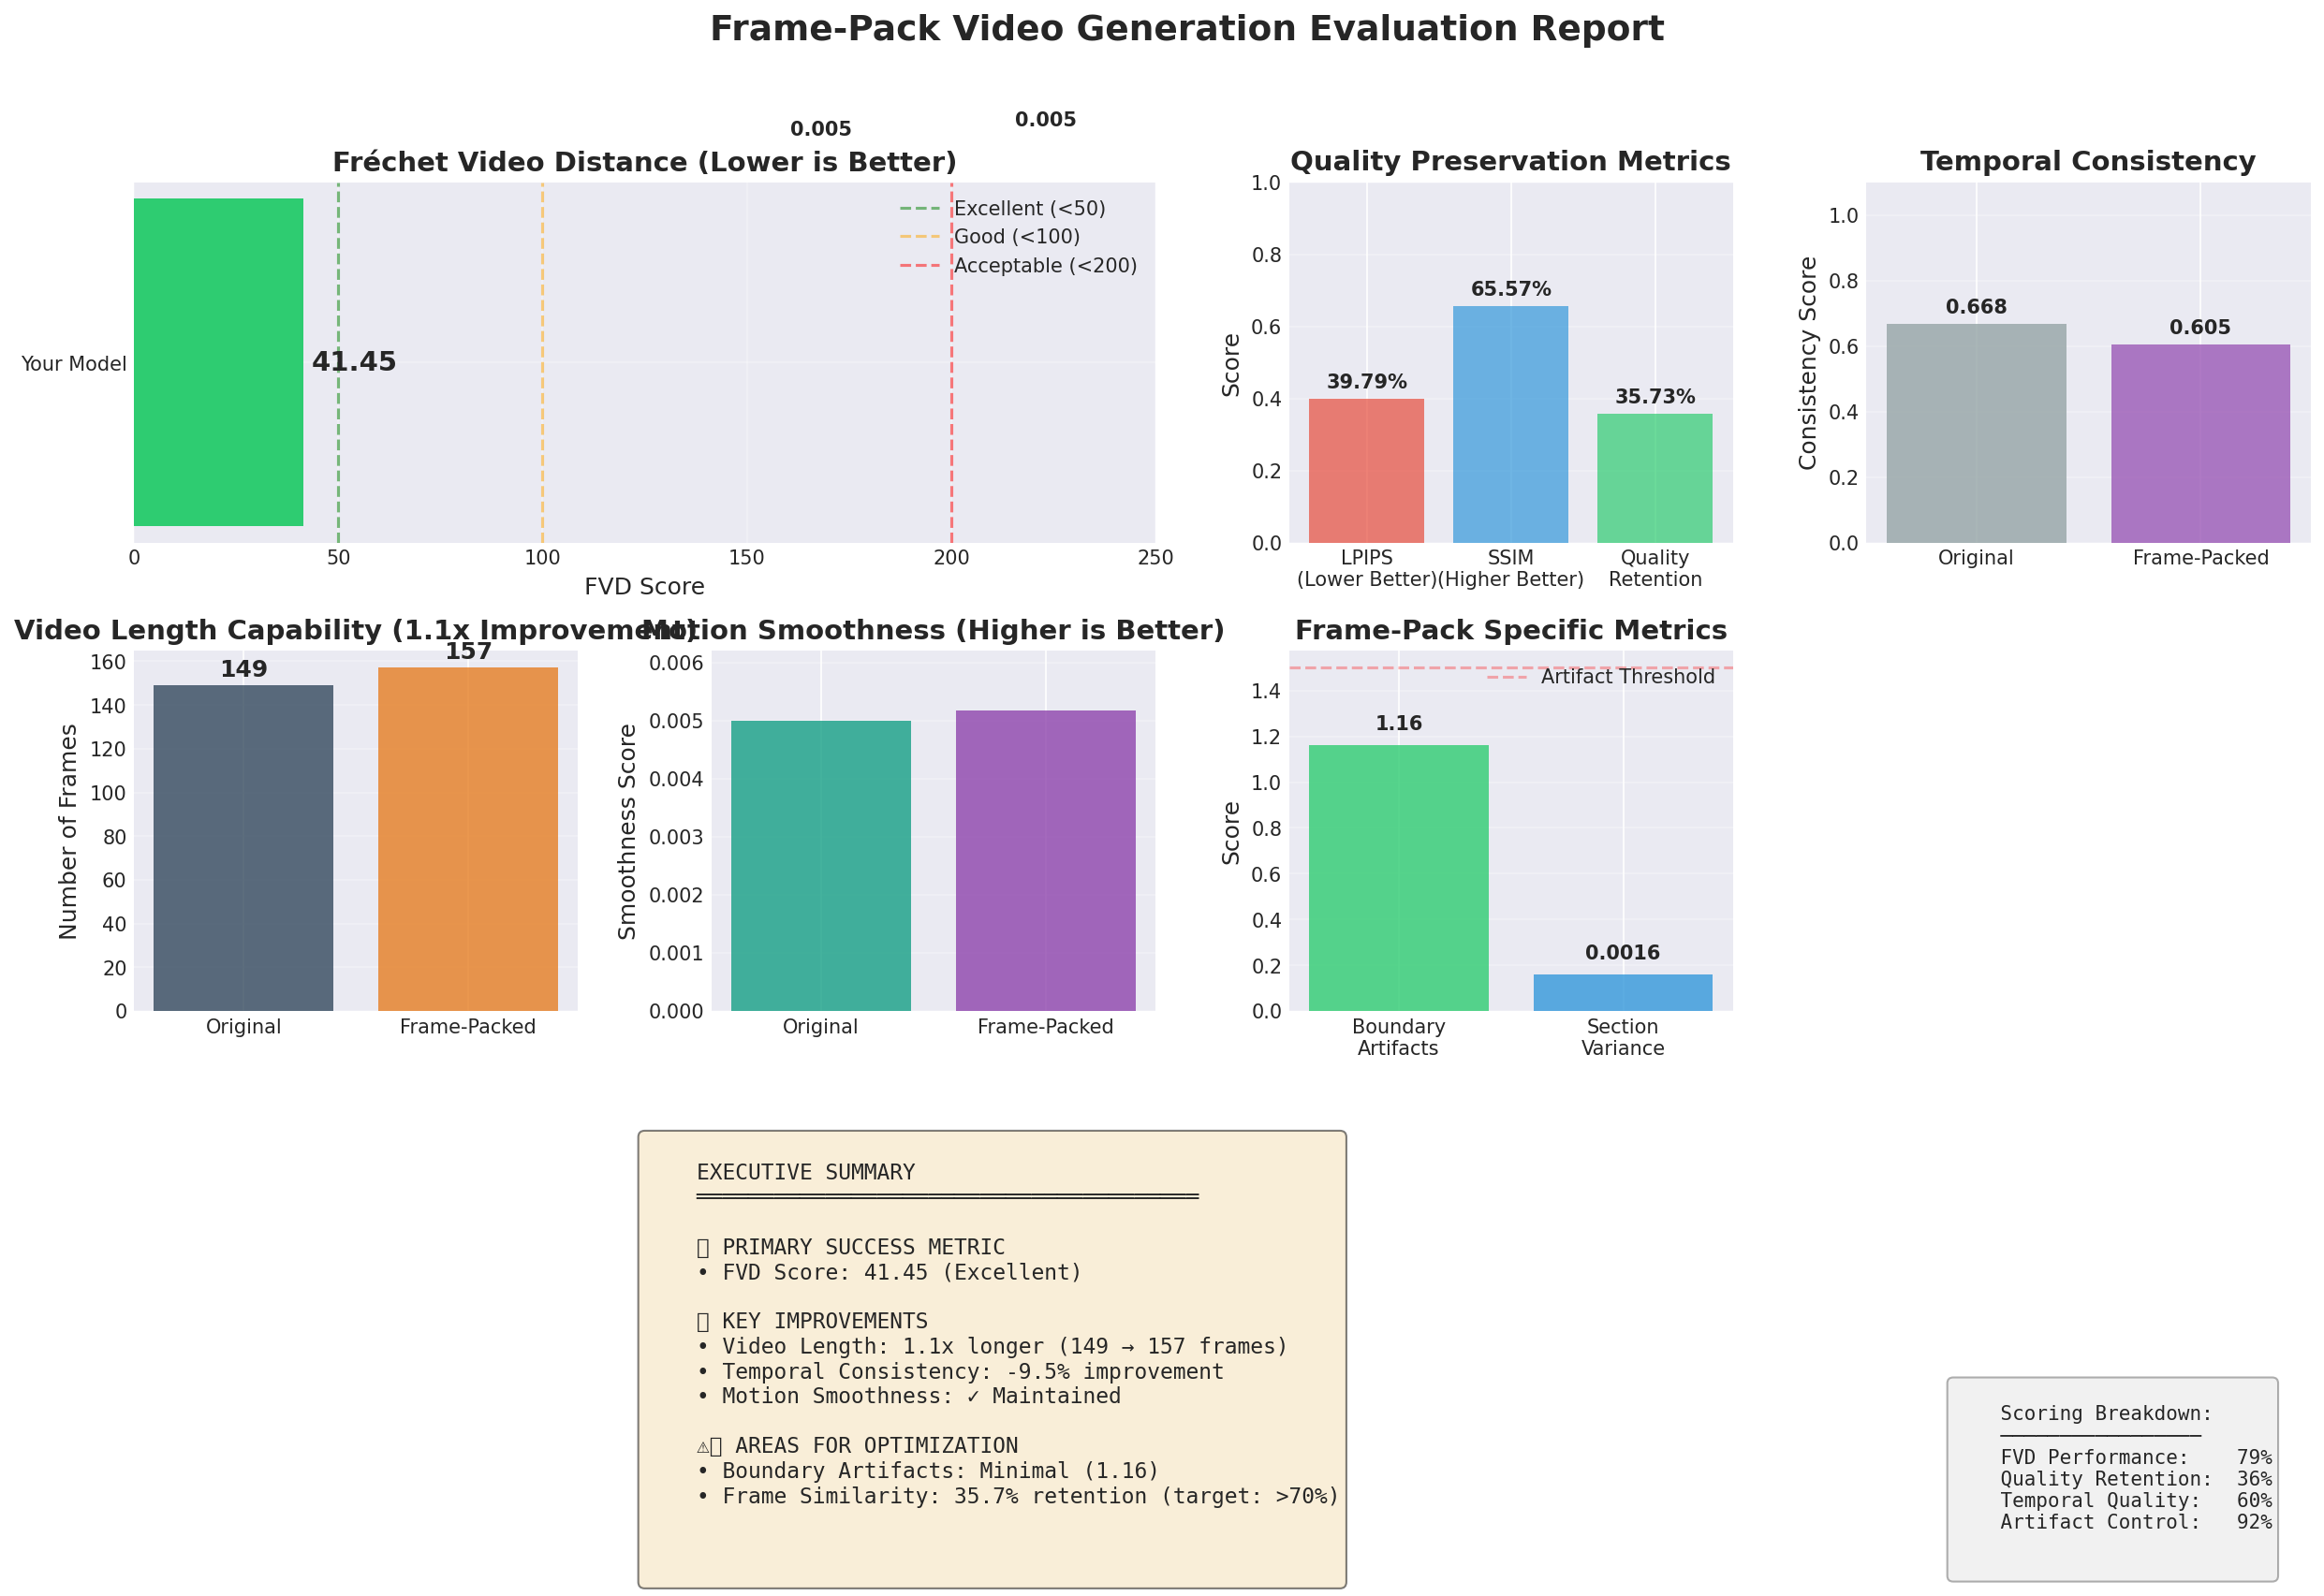 Frame-Pack Video Generation Evaluation Report
0.005
0.005
Fréchet Video Distance (Lower is Better)
Your Model
41.45
Excellent (<50)
Good (<100)
Acceptable (<200)
0
50
100
150
200
250
FVD Score
Quality Preservation Metrics
Score
1.0
0.8
0.6
0.4
0.2
0.0
39.79%
65.57%
35.73%
LPIPS
(Lower Better)
SSIM
(Higher Better)
Quality
Retention
Temporal Consistency
Consistency Score
1.0
0.8
0.6
0.4
0.2
0.0
0.668
0.605
Original
Frame-Packed
Video Length Capability (1.1x Improvement)
Number of Frames
160
140
120
100
80
60
40
20
0
149
157
Original
Frame-Packed
Motion Smoothness (Higher is Better)
Smoothness Score
0.006
0.005
0.004
0.003
0.002
0.001
0.000
Original
Frame-Packed
Frame-Pack Specific Metrics
Score
1.4
1.2
1.0
0.8
0.6
0.4
0.2
0.0
Artifact Threshold
1.16
0.0016
Boundary
Artifacts
Section
Variance
EXECUTIVE SUMMARY
PRIMARY SUCCESS METRIC
• FVD Score: 41.45 (Excellent)
KEY IMPROVEMENTS
• Video Length: 1.1x longer (149 → 157 frames)
• Temporal Consistency: -9.5% improvement
• Motion Smoothness: ✓ Maintained
⚠ AREAS FOR OPTIMIZATION
• Boundary Artifacts: Minimal (1.16)
• Frame Similarity: 35.7% retention (target: >70%)
Scoring Breakdown:
FVD Performance: 79%
Quality Retention: 36%
Temporal Quality: 60%
Artifact Control: 92%